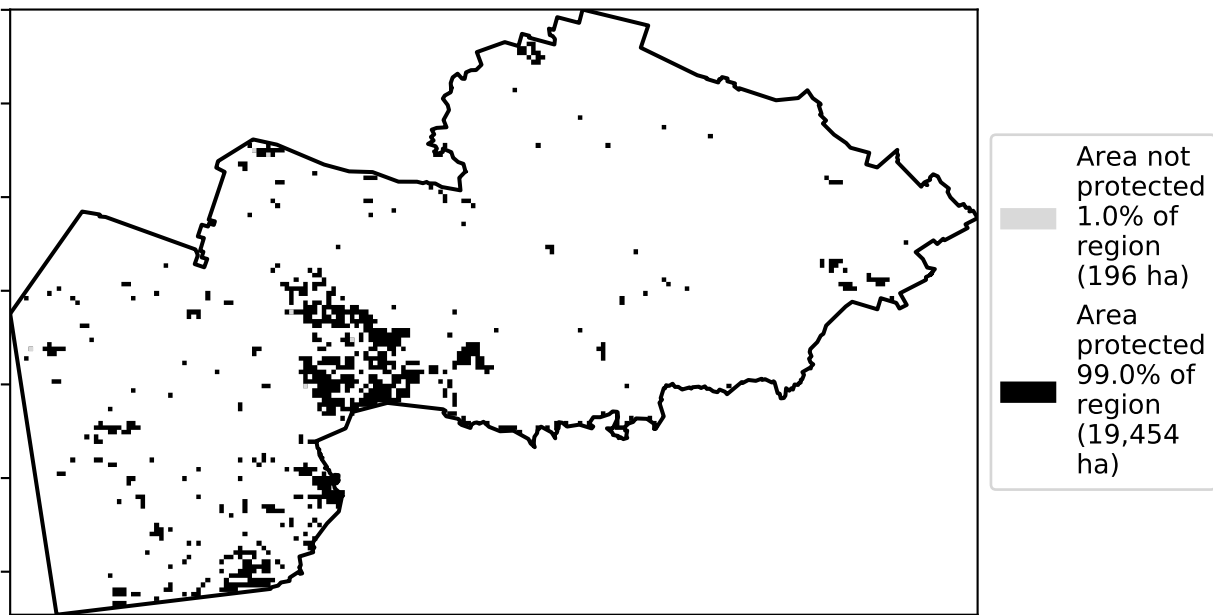 Area not
protected
1.0% of
region
(196 ha)
Area
protected
99.0% of
region
(19,454
ha)